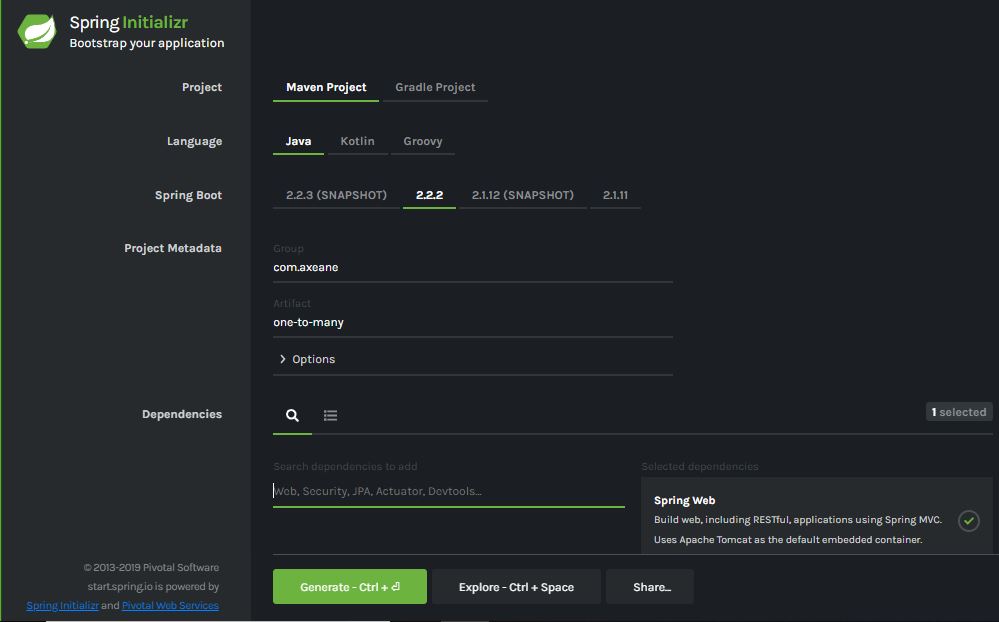 Spring Initializr
Bootstrap your application
Project
Maven Project Gradle Project
Language
Java Kotlin Groovy
Spring Boot
2.2.3 (SNAPSHOT) 2.2.2 2.1.12 (SNAPSHOT) 2.1.11
Project Metadata
Group
com.axeane
Artifact
one-to-many
Options
Dependencies
1 selected
Search dependencies to add
Web, Security, JPA, Actuator, Devtools...
Selected dependencies
Spring Web
Build web, including RESTful, applications using Spring MVC.
Uses Apache Tomcat as the default embedded container.
© 2013-2019 Pivotal Software
start.spring.io is powered by
Spring Initializr and Pivotal Web Services
Generate - Ctrl + ⏎ Explore - Ctrl + Space Share...